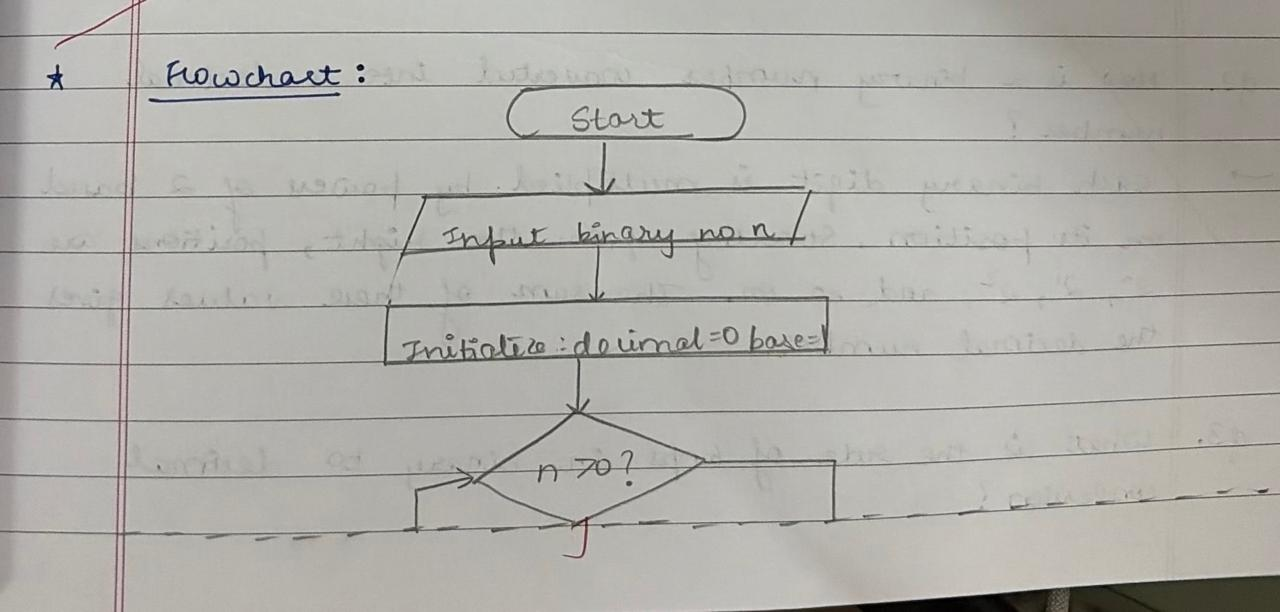 ★ Flowchart :
Start
Input binary no. n
Initialize : decimal=0 base=1
n >0 ?